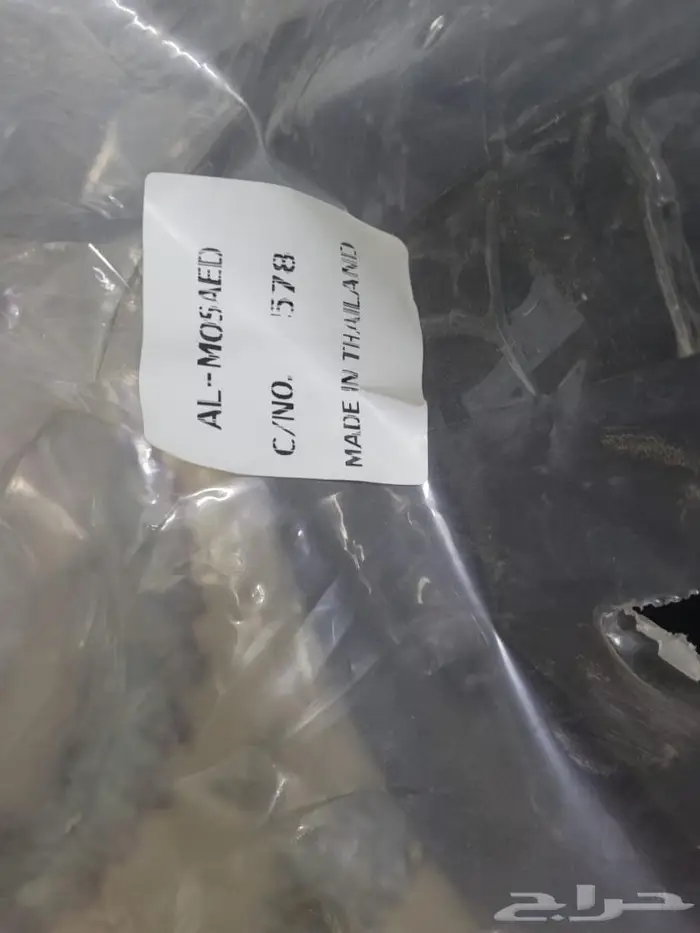 AL--MOSAED
C/NO. 578
MADE IN THAILAND
حراج